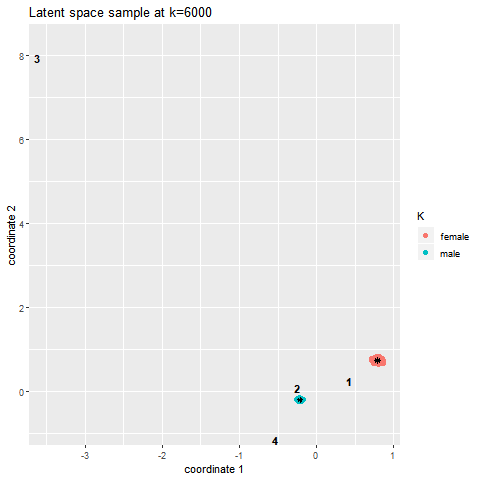 Latent space sample at k=6000
3
8
6
4
2
0
coordinate 2
1
2
4
-3
-2
-1
0
1
coordinate 1
K
female
male